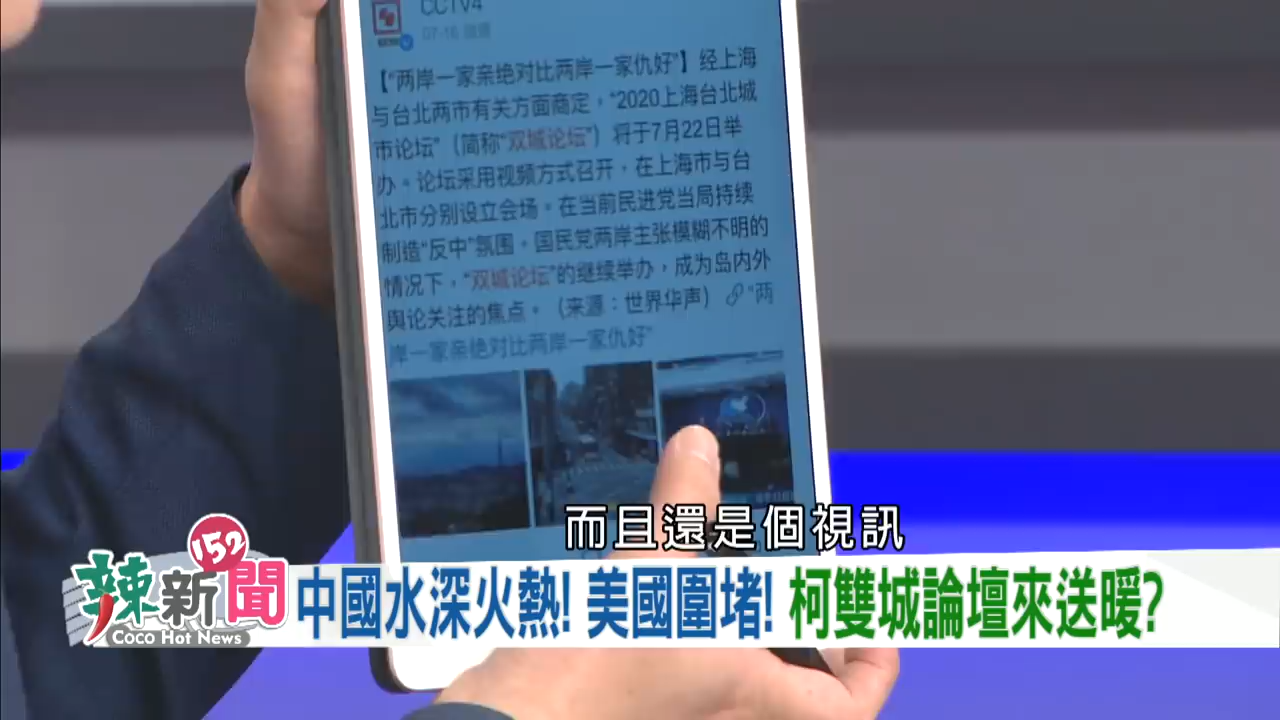 CCTV4
【“两岸一家亲绝对比两岸一家仇好”】经上海
与台北两市有关方面商定，“2020上海台北城
市论坛”（简称“双城论坛”）将于7月22日举
办。论坛采用视频方式召开，在上海市与台
北市分别设立会场。在当前民进党当局持续
制造“反中”氛围。国民党两岸主张模糊不明的
情况下，“双城论坛”的继续举办，成为岛内外
舆论关注的焦点。（来源：世界华声）“两
岸一家亲绝对比两岸一家仇好”
而且還是個視訊
152
辣新聞
Coco Hot News
中國水深火熱! 美國圍堵! 柯雙城論壇來送暖?